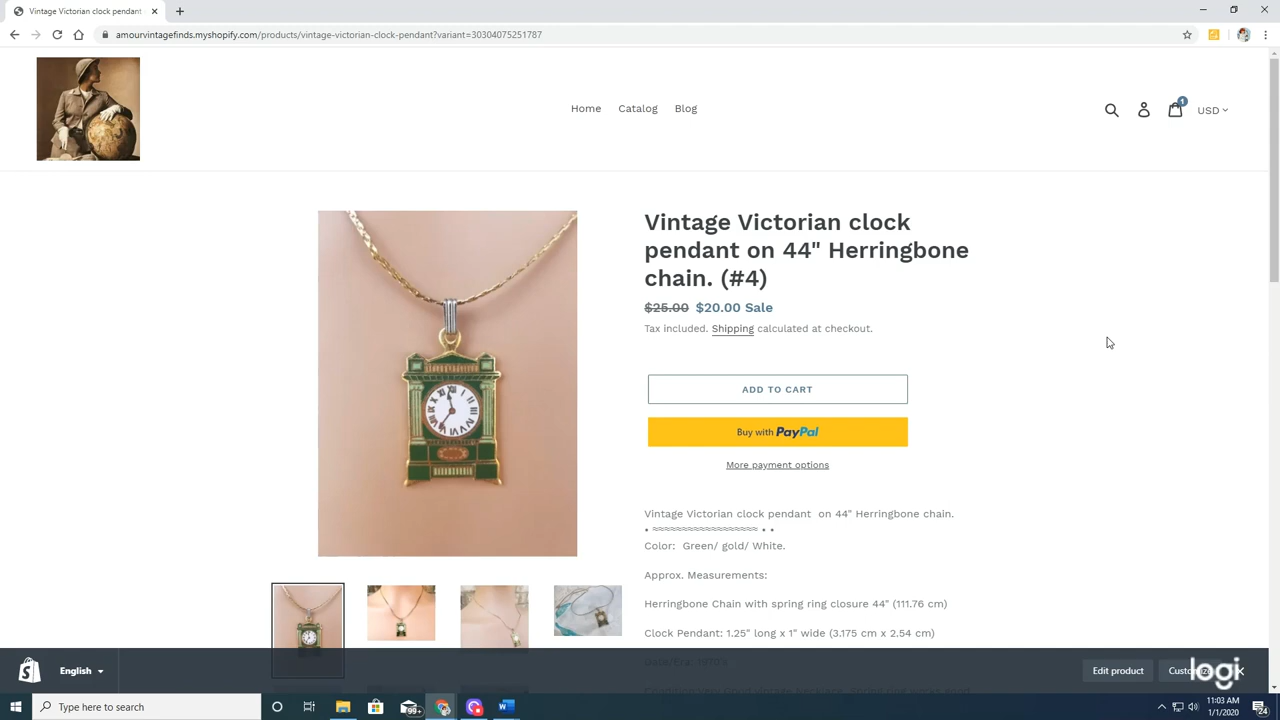 Vintage Victorian clock pendant
amourvintagefinds.myshopify.com/products/vintage-victorian-clock-pendant?variant=30304075251787
Home Catalog Blog
1
USD
Vintage Victorian clock
pendant on 44" Herringbone
chain. (#4)
$25.00 $20.00 Sale
Tax included. Shipping calculated at checkout.
ADD TO CART
Buy with PayPal
More payment options
Vintage Victorian clock pendant on 44" Herringbone chain.
• ≈≈≈≈≈≈≈≈≈≈≈≈≈≈≈≈≈ • •
Color: Green/ gold/ White.
Approx. Measurements:
Herringbone Chain with spring ring closure 44" (111.76 cm)
Clock Pendant: 1.25" long x 1" wide (3.175 cm x 2.54 cm)
English
Edit product
Customize
logi
Type here to search
99+
11:03 AM
1/1/2020
24